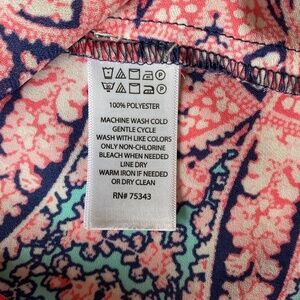 100% POLYESTER
MACHINE WASH COLD
GENTLE CYCLE
WASH WITH LIKE COLORS
ONLY NON-CHLORINE
BLEACH WHEN NEEDED
LINE DRY
WARM IRON IF NEEDED
OR DRY CLEAN
RN# 75343